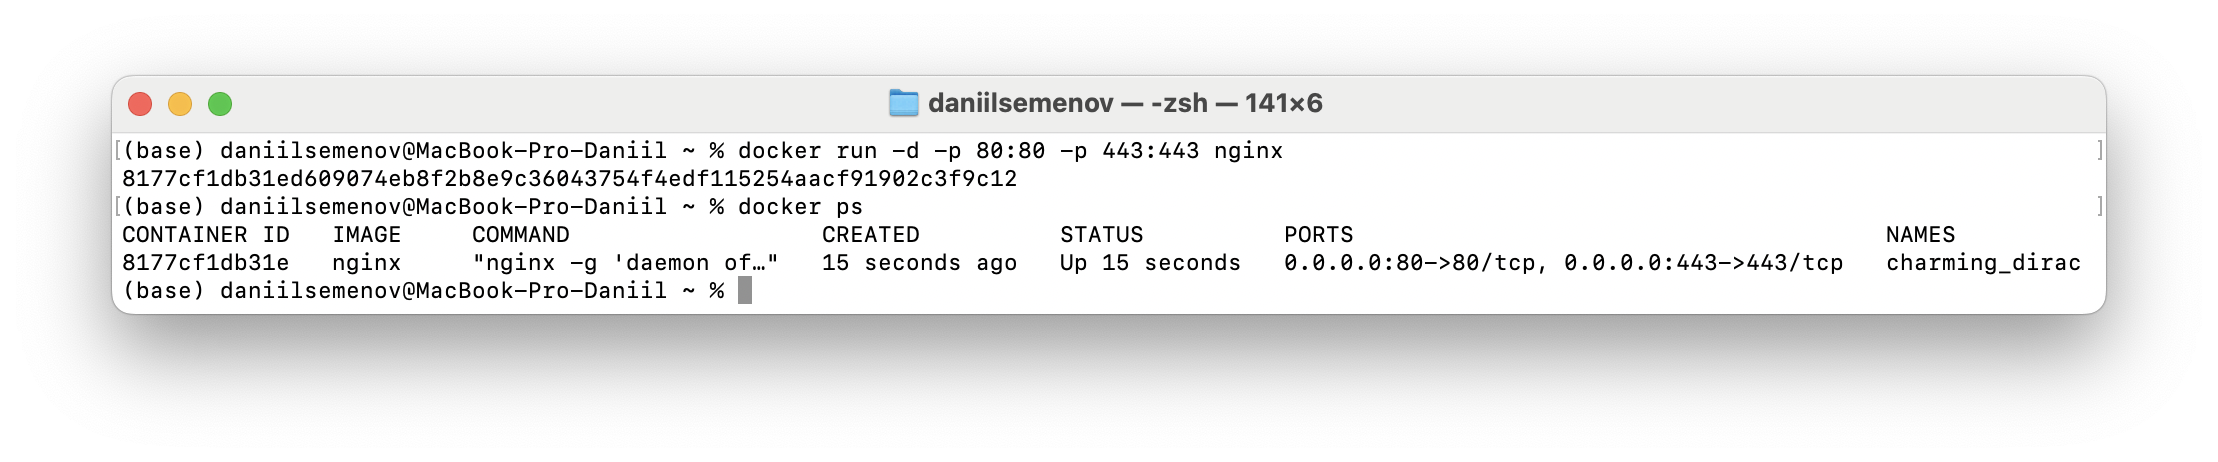 daniilsemenov — -zsh — 141×6
[(base) daniilsemenov@MacBook-Pro-Daniil ~ % docker run -d -p 80:80 -p 443:443 nginx ]
8177cf1db31ed609074eb8f2b8e9c36043754f4edf115254aacf91902c3f9c12
[(base) daniilsemenov@MacBook-Pro-Daniil ~ % docker ps ]
CONTAINER ID   IMAGE     COMMAND                  CREATED          STATUS          PORTS                                      NAMES
8177cf1db31e   nginx     "nginx -g 'daemon of…"   15 seconds ago   Up 15 seconds   0.0.0.0:80->80/tcp, 0.0.0.0:443->443/tcp   charming_dirac
(base) daniilsemenov@MacBook-Pro-Daniil ~ %